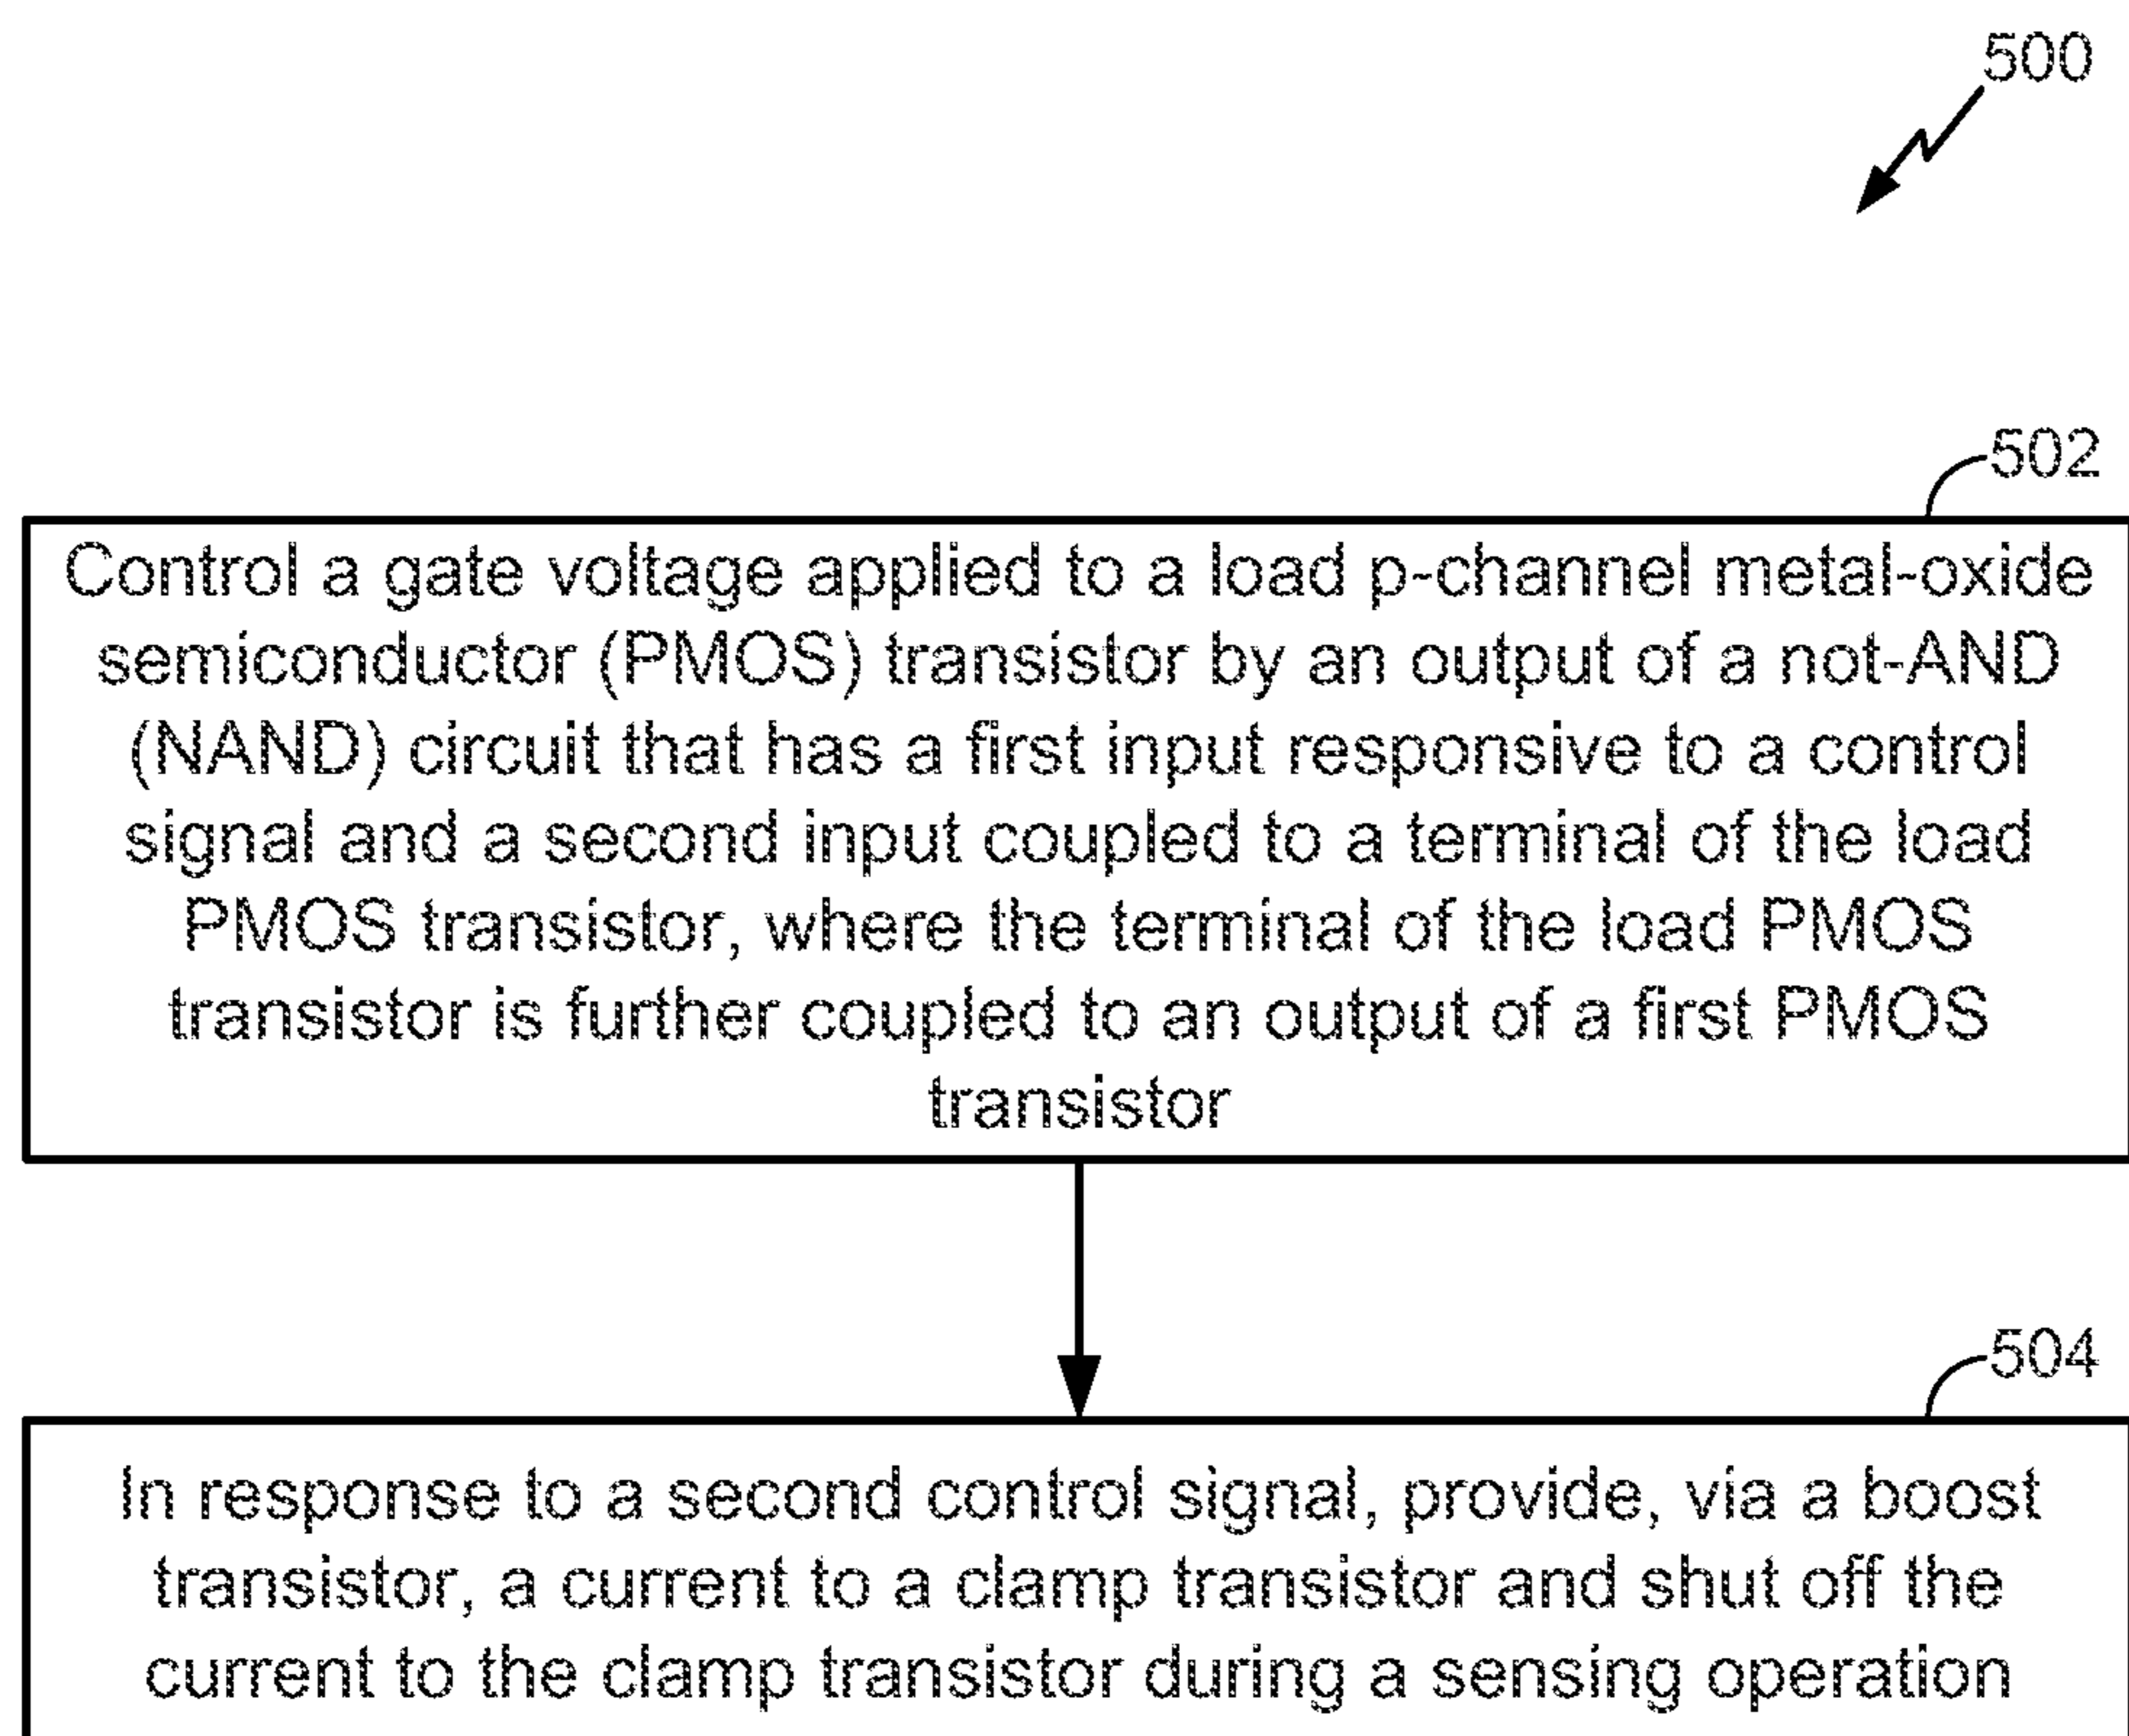 500
502
Control a gate voltage applied to a load p-channel metal-oxide
semiconductor (PMOS) transistor by an output of a not-AND
(NAND) circuit that has a first input responsive to a control
signal and a second input coupled to a terminal of the load
PMOS transistor, where the terminal of the load PMOS
transistor is further coupled to an output of a first PMOS
transistor
504
In response to a second control signal, provide, via a boost
transistor, a current to a clamp transistor and shut off the
current to the clamp transistor during a sensing operation